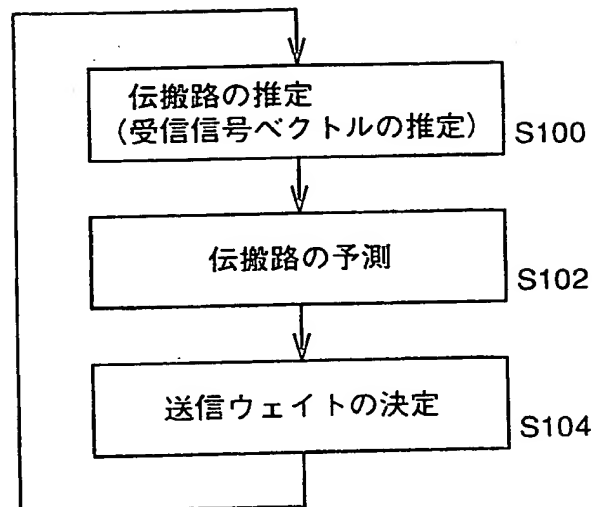 伝搬路の推定
(受信信号ベクトルの推定)
S100
伝搬路の予測
S102
送信ウェイトの決定
S104